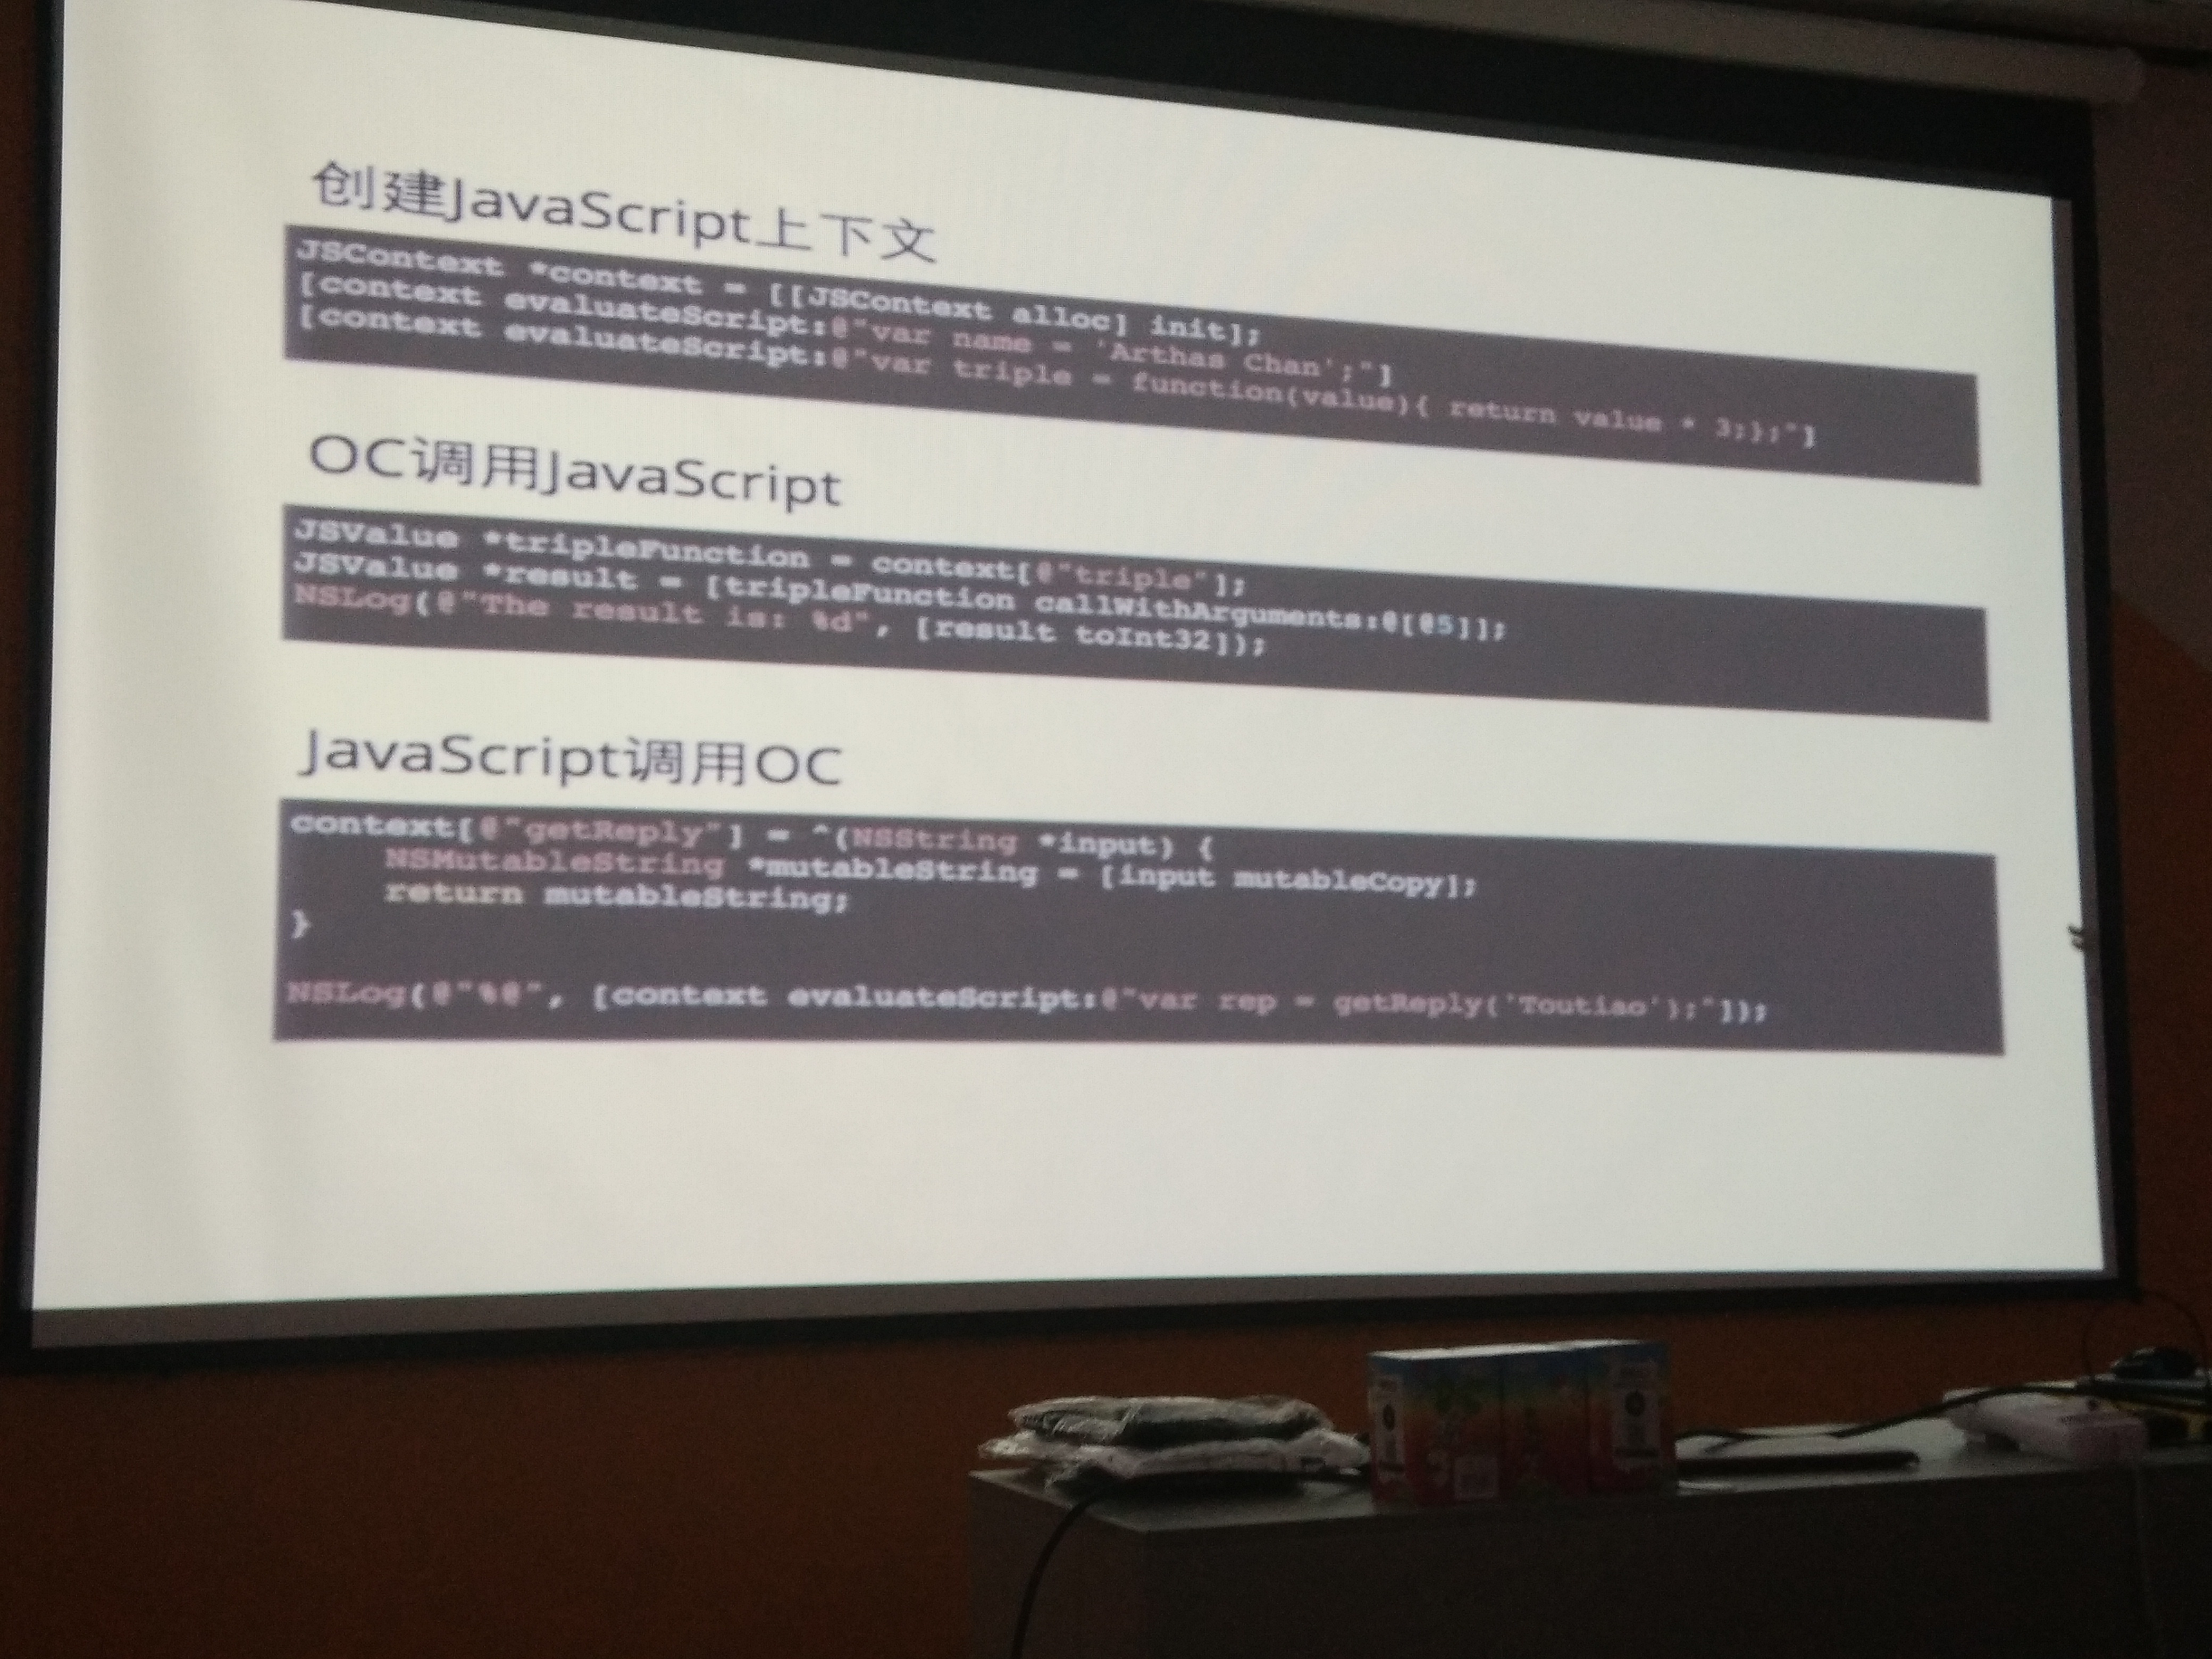 创建JavaScript上下文
JSContext *context = [[JSContext alloc] init];
[context evaluateScript:@"var name = 'Arthas Chan';"]
[context evaluateScript:@"var triple = function(value){ return value * 3;};"]
OC调用JavaScript
JSValue *tripleFunction = context[@"triple"];
JSValue *result = [tripleFunction callWithArguments:@[@5]];
NSLog(@"The result is: %d", [result toInt32]);
JavaScript调用OC
context[@"getReply"] = ^(NSString *input) {
    NSMutableString *mutableString = [input mutableCopy];
    return mutableString;
}
NSLog(@"%@", [context evaluateScript:@"var rep = getReply('Toutiao');"]);